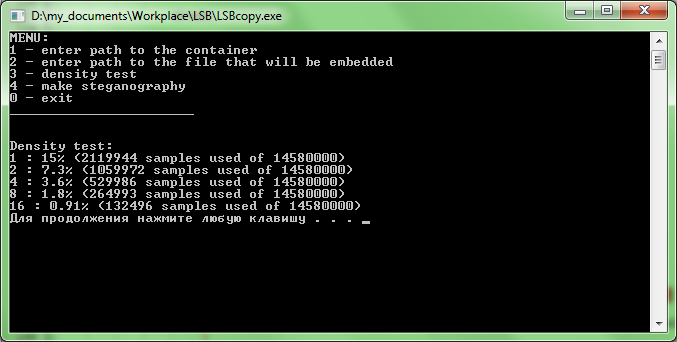 D:\my_documents\Workplace\LSB\LSBcopy.exe
MENU:
1 - enter path to the container
2 - enter path to the file that will be embedded
3 - density test
4 - make steganography
0 - exit
Density test:
1 : 15% (2119944 samples used of 14580000)
2 : 7.3% (1059972 samples used of 14580000)
4 : 3.6% (529986 samples used of 14580000)
8 : 1.8% (264993 samples used of 14580000)
16 : 0.91% (132496 samples used of 14580000)
Для продолжения нажмите любую клавишу . . .